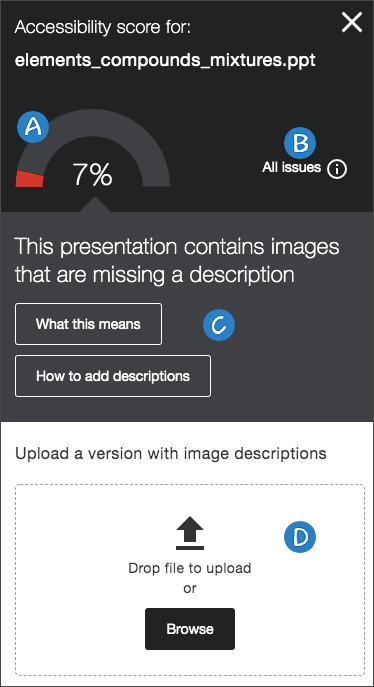 Accessibility score for:
elements_compounds_mixtures.ppt
A
B
7%
All issues
This presentation contains images
that are missing a description
What this means
C
How to add descriptions
Upload a version with image descriptions
D
Drop file to upload
or
Browse